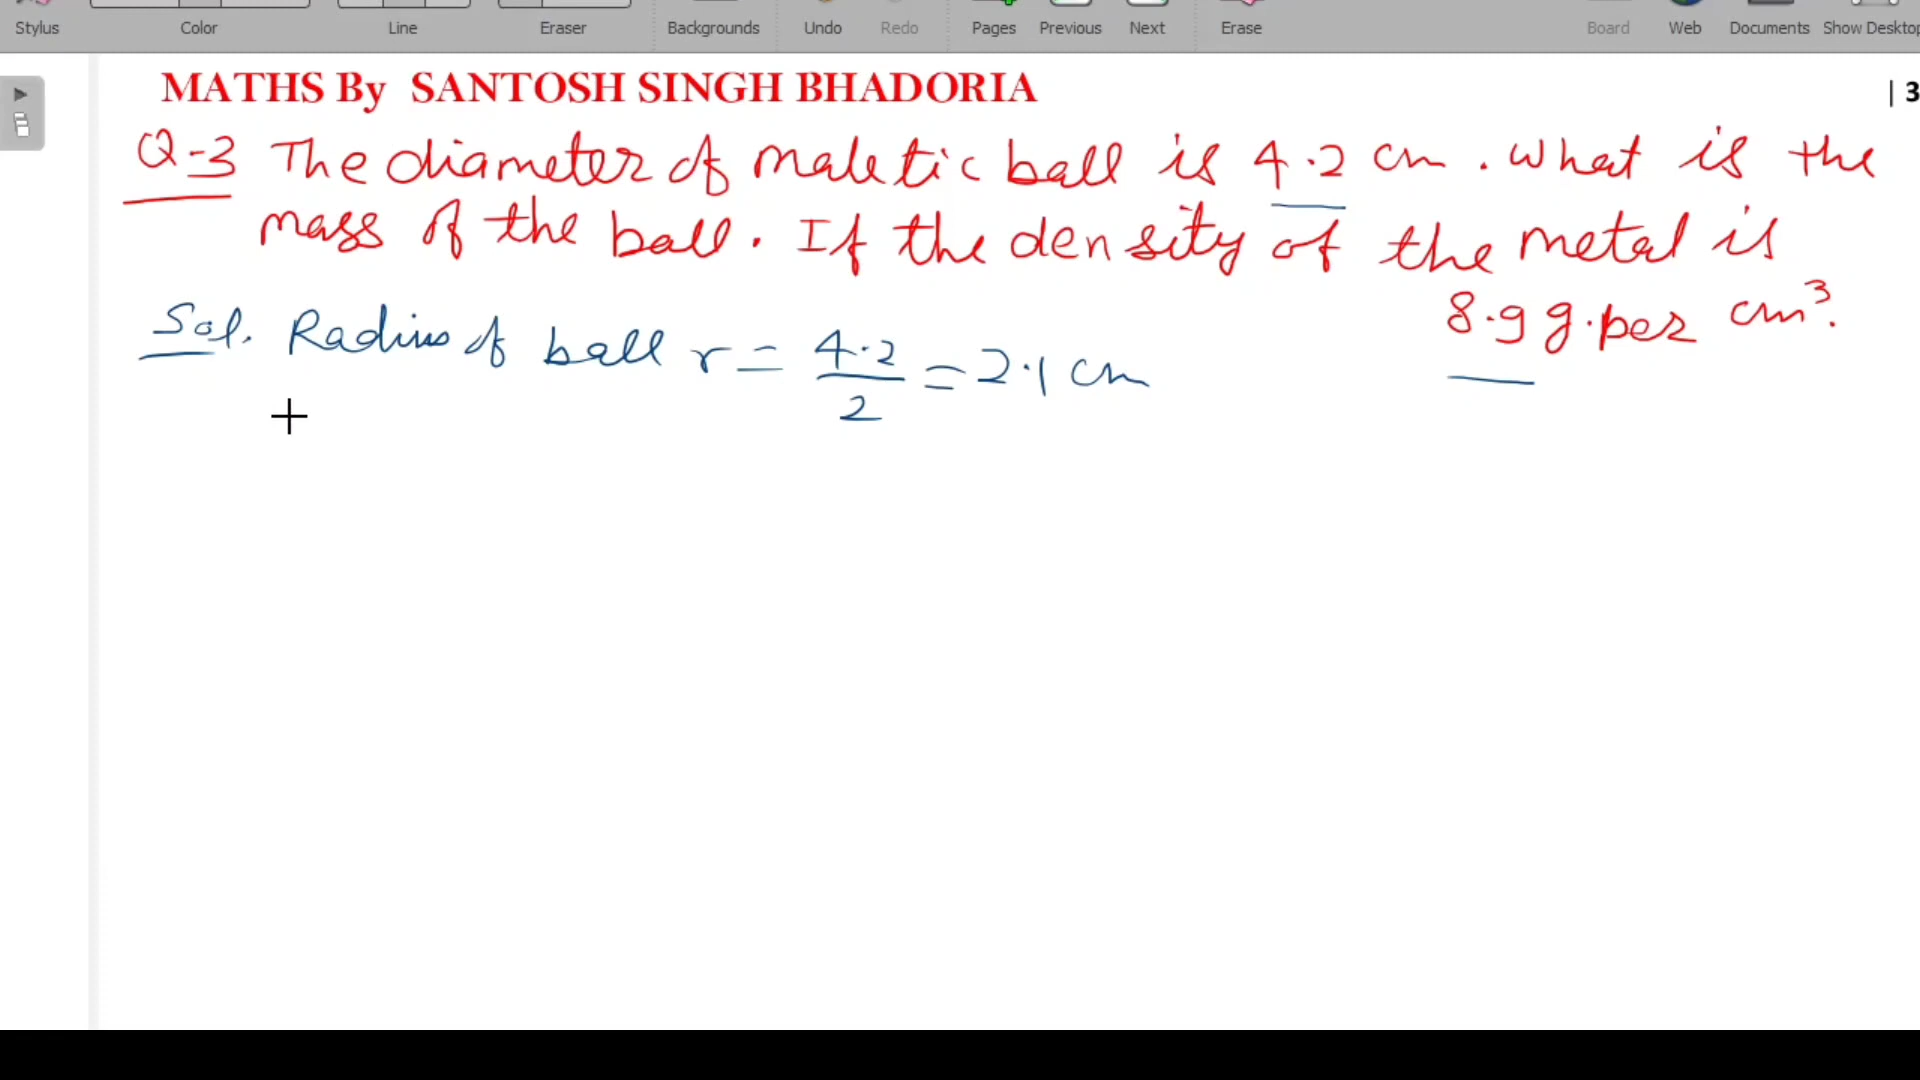 Stylus Color Line Eraser Backgrounds Undo Redo Pages Previous Next Erase Board Web Documents Show Desktop
MATHS By SANTOSH SINGH BHADORIA | 3
Q-3 The diameter of maletic ball is 4.2 cm. What is the
mass of the ball. If the density of the metal is
8.9 g.per cm³.
Sol. Radius of ball r = 4.2/2 = 2.1 cm